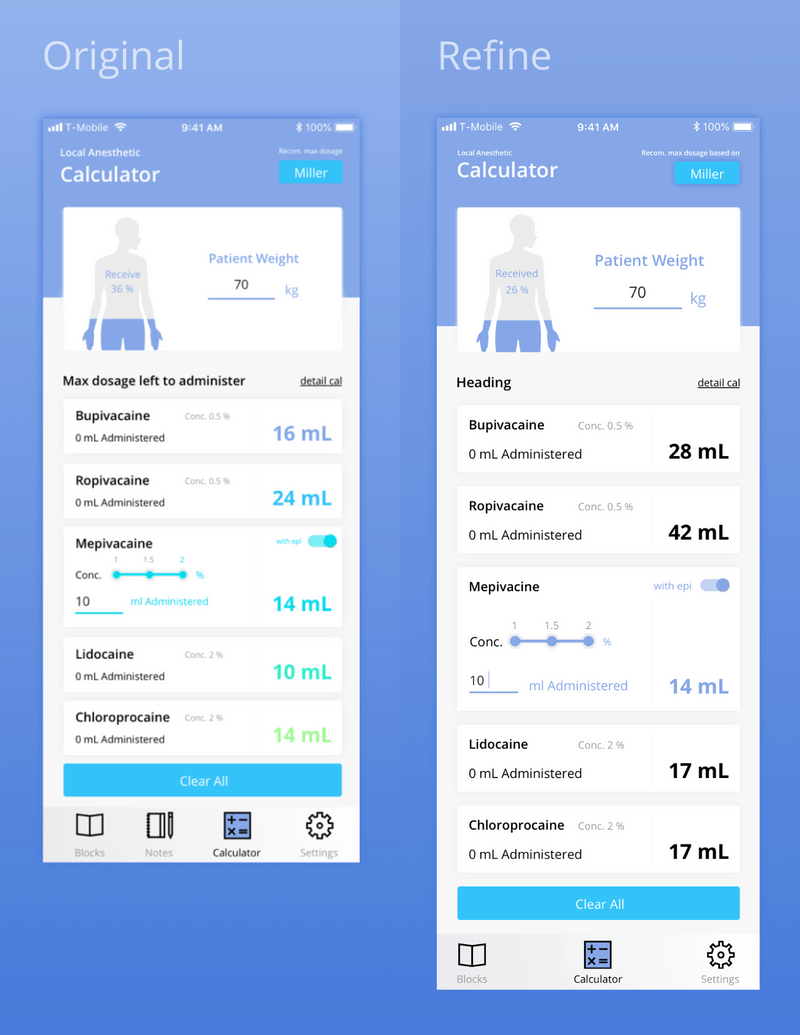 Original
T-Mobile 9:41 AM 100%
Local Anesthetic
Recom. max dosage
Calculator
Miller
Receive
36 %
Patient Weight
70
kg
Max dosage left to administer detail cal
Bupivacaine Conc. 0.5 %
0 mL Administered
16 mL
Ropivacaine Conc. 0.5 %
0 mL Administered
24 mL
Mepivacaine
with epi
1 1.5 2
Conc. %
10 ml Administered
14 mL
Lidocaine Conc. 2 %
0 mL Administered
10 mL
Chloroprocaine Conc. 2 %
0 mL Administered
14 mL
Clear All
Blocks Notes Calculator Settings
Refine
T-Mobile 9:41 AM 100%
Local Anesthetic
Recom. max dosage based on
Calculator
Miller
Received
26 %
Patient Weight
70
kg
Heading detail cal
Bupivacaine Conc. 0.5 %
0 mL Administered
28 mL
Ropivacaine Conc. 0.5 %
0 mL Administered
42 mL
Mepivacine with epi
1 1.5 2
Conc. %
10 ml Administered
14 mL
Lidocaine Conc. 2 %
0 mL Administered
17 mL
Chloroprocaine Conc. 2 %
0 mL Administered
17 mL
Clear All
Blocks Calculator Settings